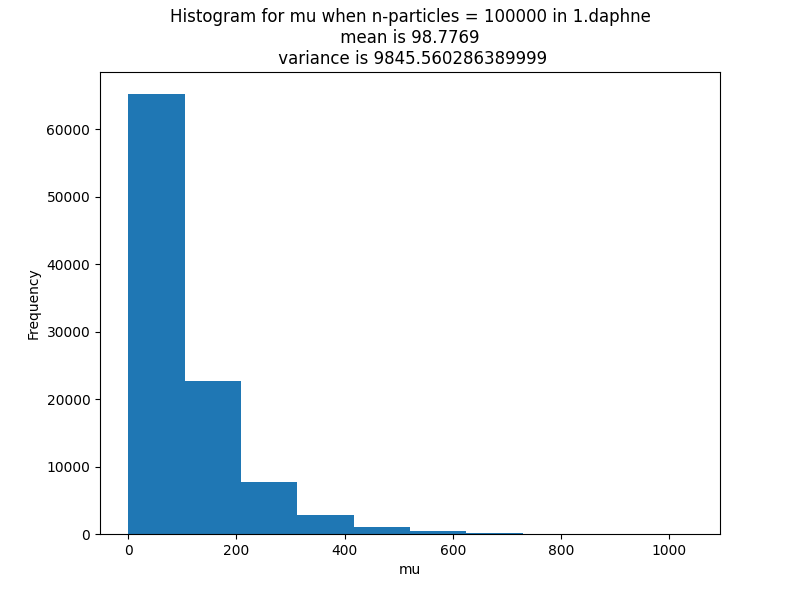 Histogram for mu when n-particles = 100000 in 1.daphne
mean is 98.7769
variance is 9845.560286389999
60000
50000
40000
30000
20000
10000
0
Frequency
0 200 400 600 800 1000
mu